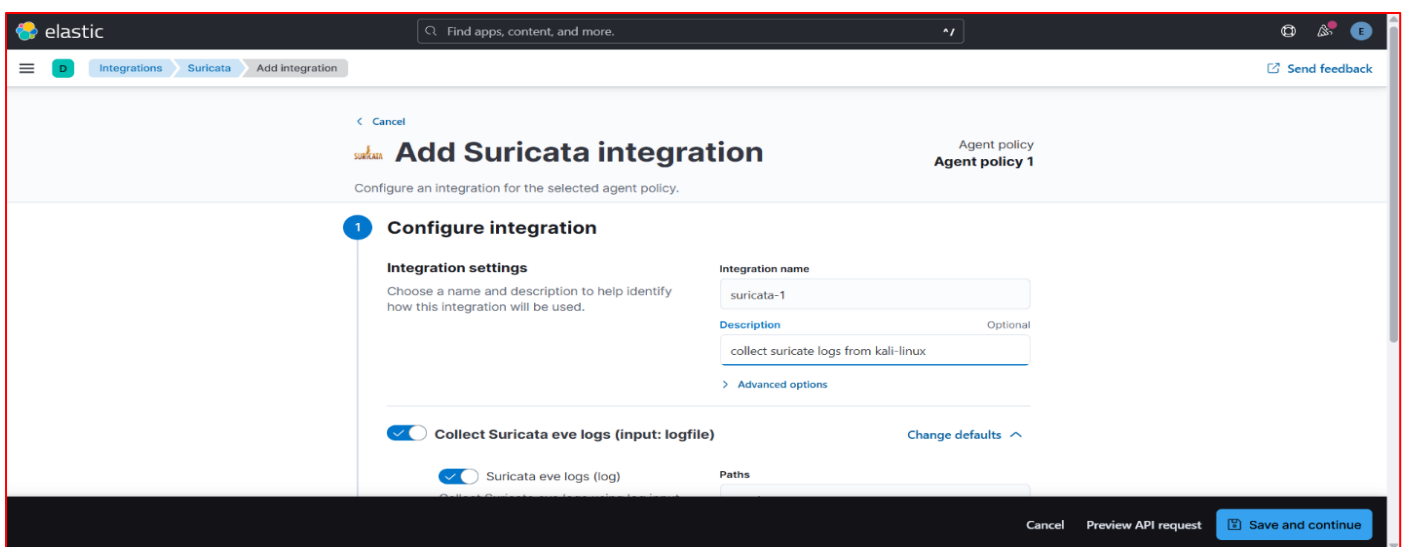 elastic
Find apps, content, and more.
^/
E
D
Integrations
Suricata
Add integration
Send feedback
Cancel
SURICATA
Add Suricata integration
Agent policy
Agent policy 1
Configure an integration for the selected agent policy.
1
Configure integration
Integration settings
Choose a name and description to help identify
how this integration will be used.
Integration name
suricata-1
Description
Optional
collect suricate logs from kali-linux
Advanced options
Collect Suricata eve logs (input: logfile)
Change defaults
Suricata eve logs (log)
Paths
Cancel
Preview API request
Save and continue